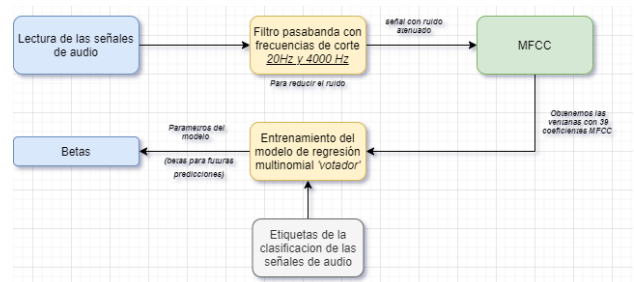 Lectura de las señales
de audio
Filtro pasabanda con
frecuencias de corte
20Hz y 4000 Hz
Para reducir el ruido
señal con ruido
atenuado
MFCC
Obtenemos las
ventanas con 39
coeficientes MFCC
Entrenamiento del
modelo de regresión
multinomial 'votador'
Parametros del
modelo
(betas para futuras
predicciones)
Betas
Etiquetas de la
clasificacion de las
señales de audio